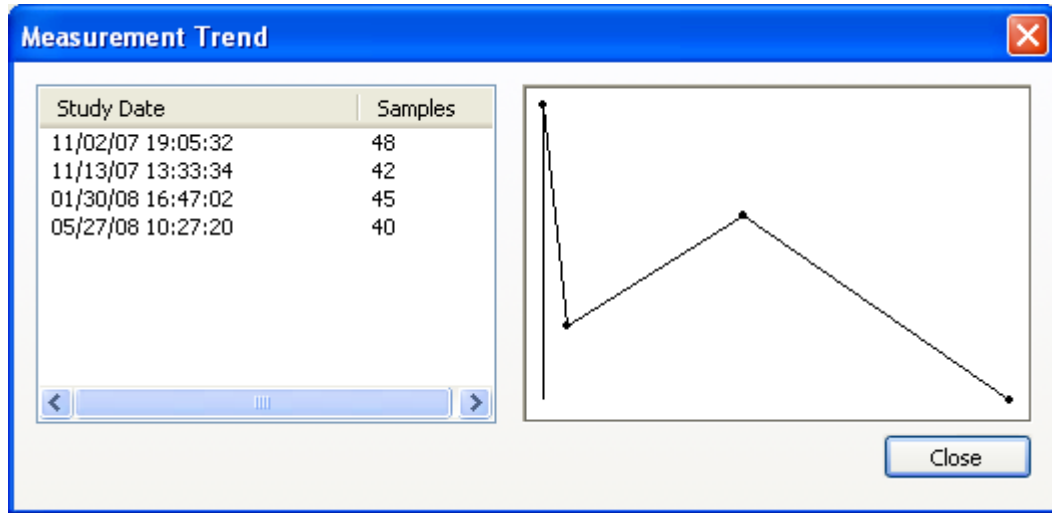 Measurement Trend
Study Date Samples
11/02/07 19:05:32 48
11/13/07 13:33:34 42
01/30/08 16:47:02 45
05/27/08 10:27:20 40
Close